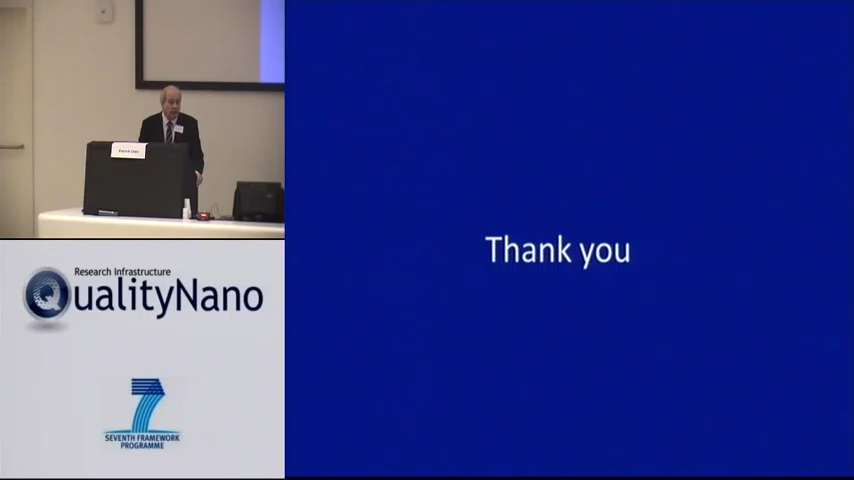 Research Infrastructure
QualityNano
SEVENTH FRAMEWORK
PROGRAMME
Thank you